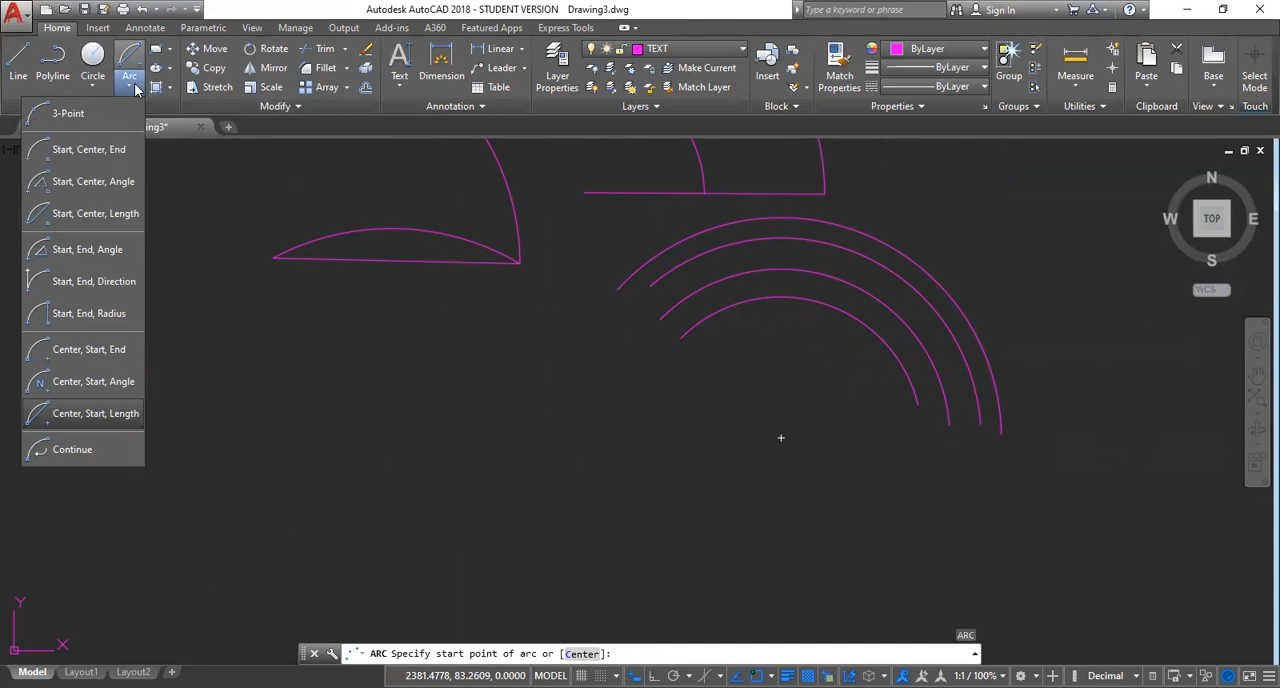 A
Autodesk AutoCAD 2018 - STUDENT VERSION Drawing3.dwg
Type a keyword or phrase
Sign In
Home Insert Annotate Parametric View Manage Output Add-ins A360 Featured Apps Express Tools
Move Rotate Trim Linear TEXT ByLayer
Copy Mirror Fillet Leader Make Current ByLayer
Line Polyline Circle Arc Text Dimension Layer Properties Insert Match Properties Group Measure Paste Base Select Mode
Stretch Scale Array Table Match Layer ByLayer
Modify Annotation Layers Block Properties Groups Utilities Clipboard View Touch
3-Point
ing3*
Start, Center, End
Start, Center, Angle
Start, Center, Length
Start, End, Angle
Start, End, Direction
Start, End, Radius
Center, Start, End
N Center, Start, Angle
Center, Start, Length
Continue
N
W TOP E
S
WCS
Y
X
ARC
ARC Specify start point of arc or [Center]:
Model Layout1 Layout2
2381.4778, 83.2609, 0.0000 MODEL 1:1 / 100% Decimal